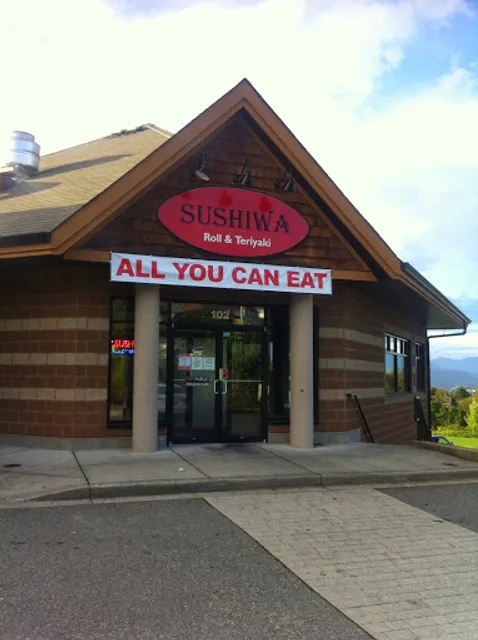 SUSHIWA
Roll & Teriyaki
ALL YOU CAN EAT
102
SUSHI